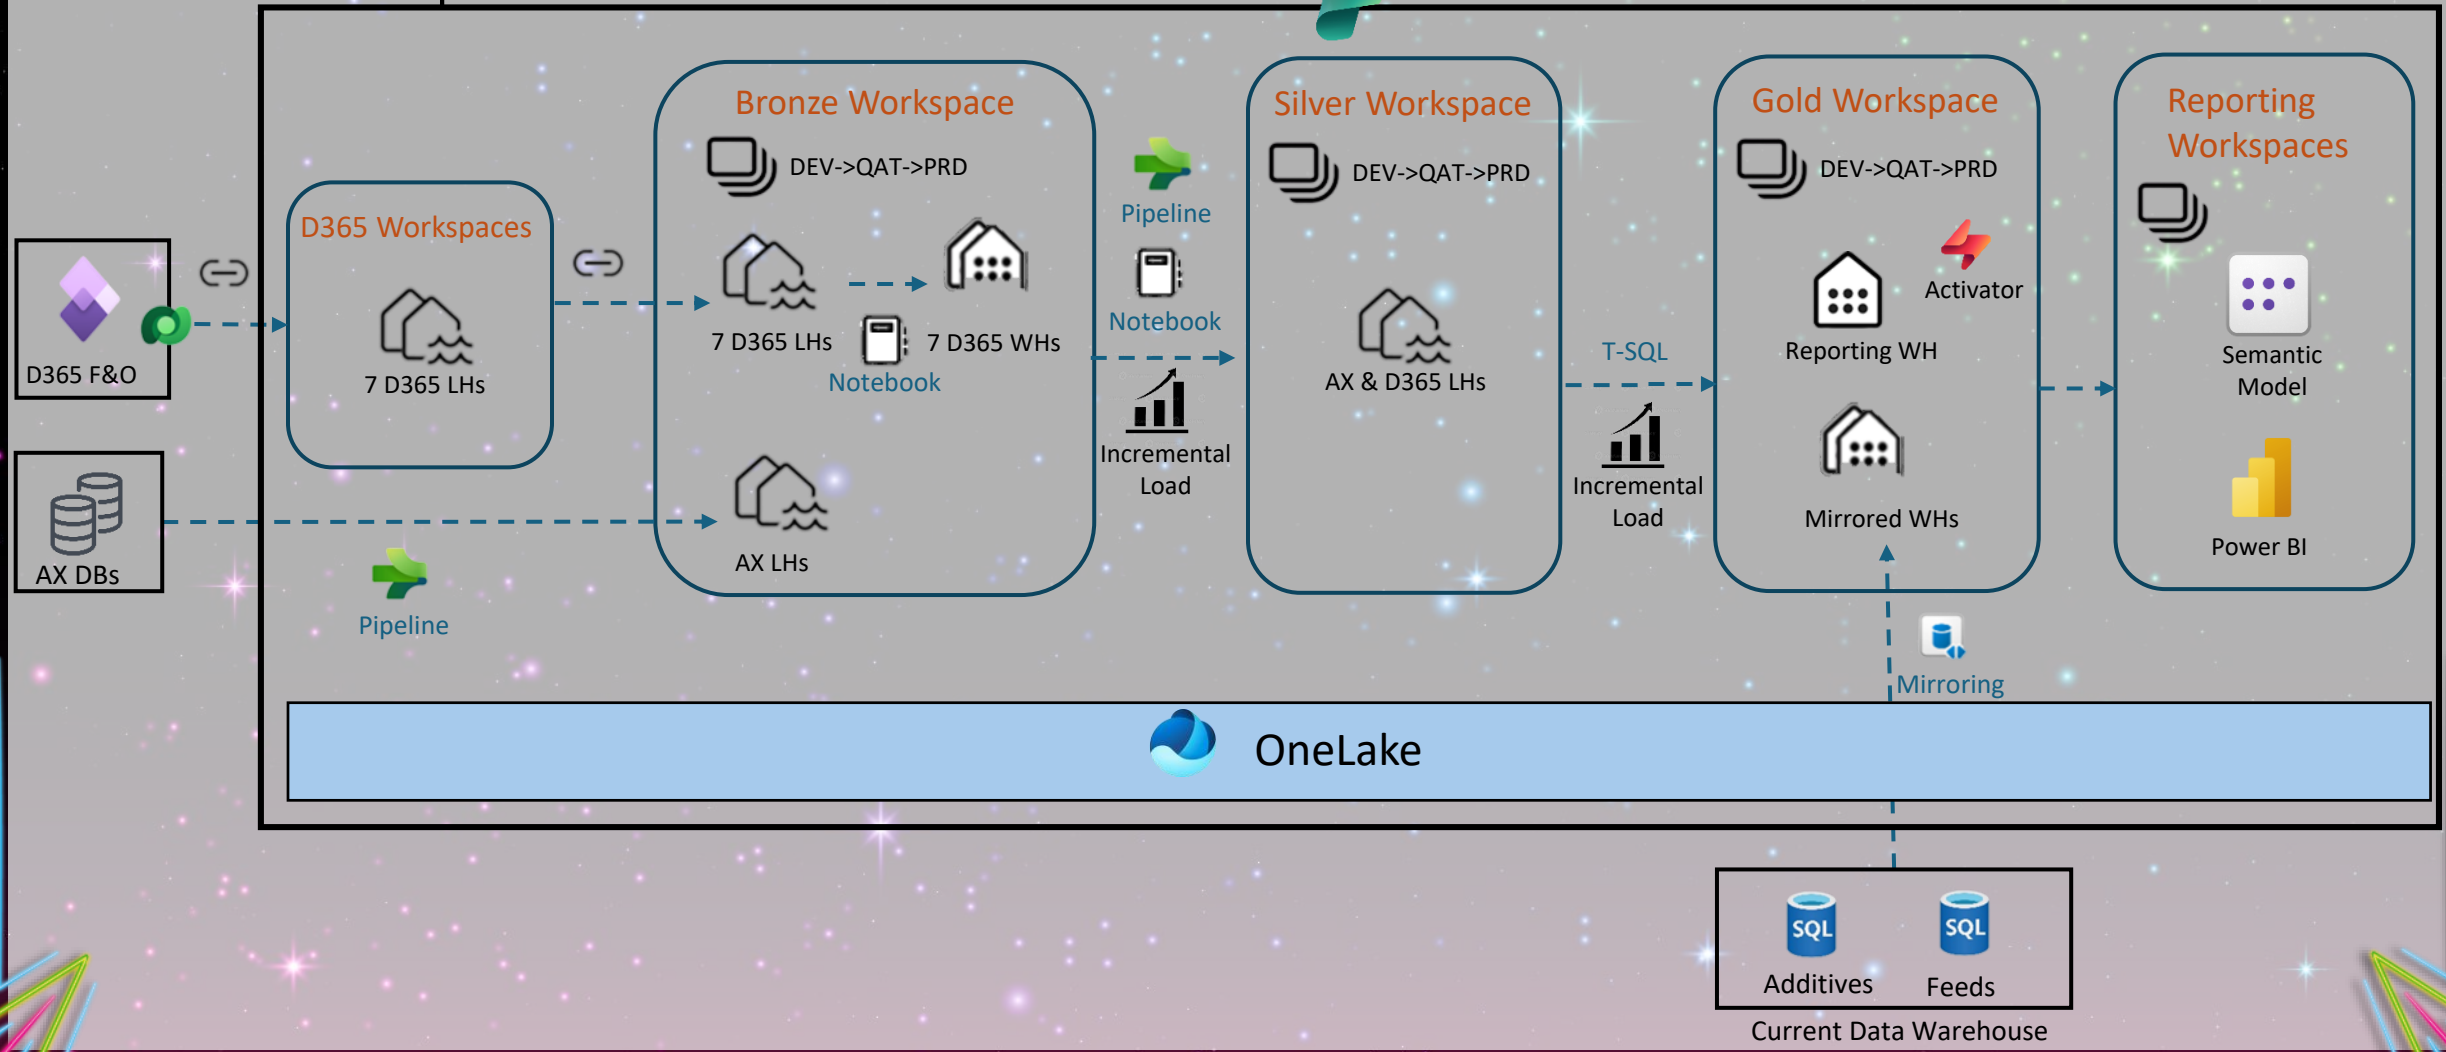 D365 F&O
AX DBs
D365 Workspaces
7 D365 LHs
Pipeline
Bronze Workspace
DEV->QAT->PRD
7 D365 LHs
Notebook
7 D365 WHs
AX LHs
Pipeline
Notebook
Incremental
Load
Silver Workspace
DEV->QAT->PRD
AX & D365 LHs
T-SQL
Incremental
Load
Gold Workspace
DEV->QAT->PRD
Activator
Reporting WH
Mirrored WHs
Mirroring
Reporting
Workspaces
Semantic
Model
Power BI
OneLake
SQL
SQL
Additives
Feeds
Current Data Warehouse